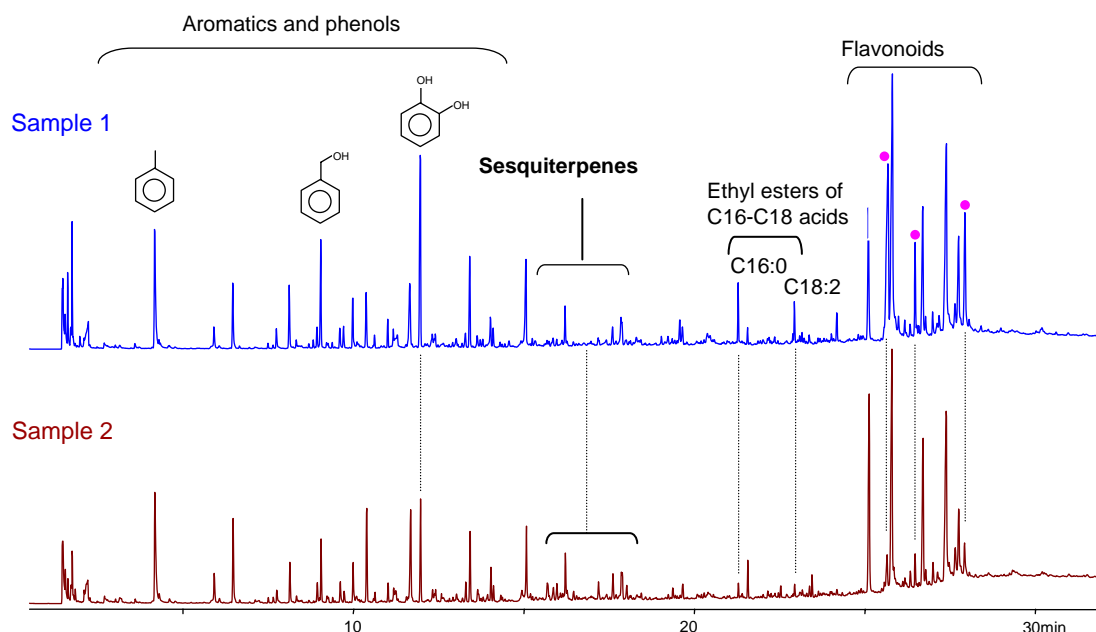 Aromatics and phenols
Flavonoids
OH
OH
Sample 1
OH
Sesquiterpenes
Ethyl esters of
C16-C18 acids
C16:0
C18:2
Sample 2
10
20
30min